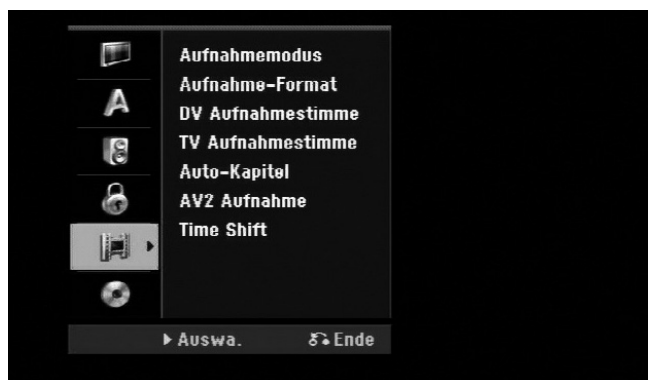 Aufnahmemodus
Aufnahme-Format
DV Aufnahmestimme
TV Aufnahmestimme
Auto-Kapitel
AV2 Aufnahme
Time Shift
Auswa. Ende